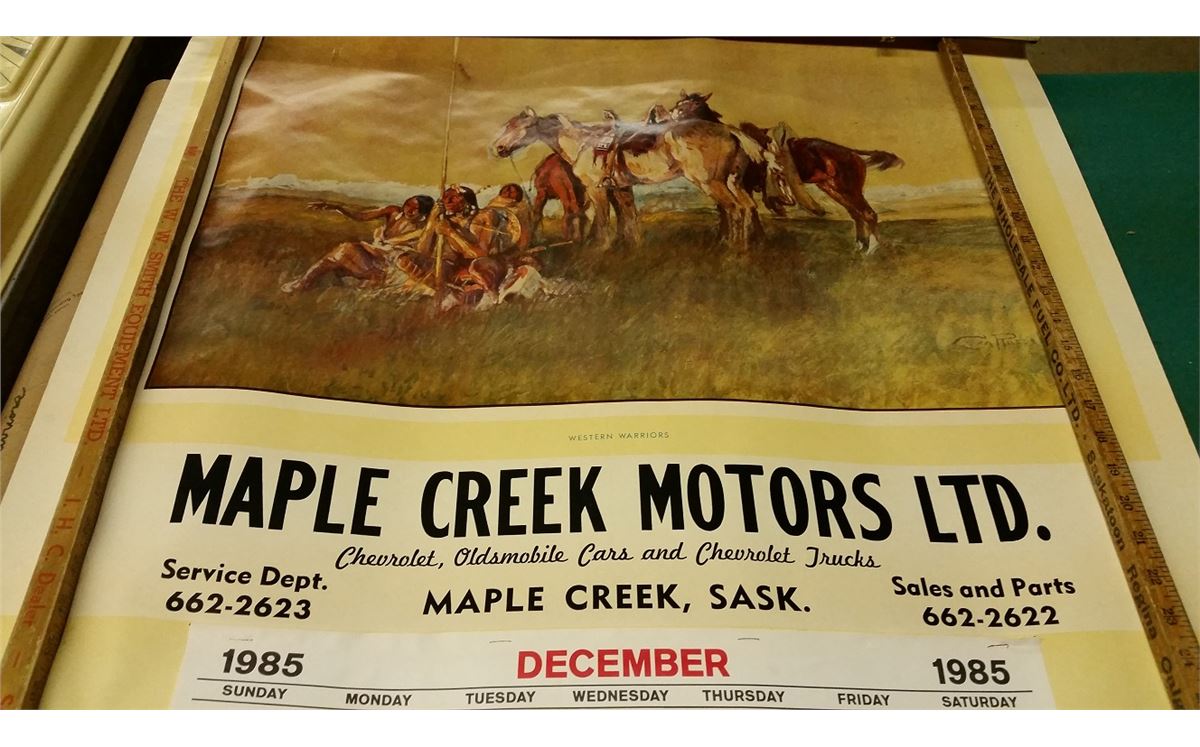 WESTERN WARRIORS
MAPLE CREEK MOTORS LTD.
Chevrolet, Oldsmobile Cars and Chevrolet Trucks
Service Dept.
662-2623
MAPLE CREEK, SASK.
Sales and Parts
662-2622
1985 DECEMBER 1985
SUNDAY MONDAY TUESDAY WEDNESDAY THURSDAY FRIDAY SATURDAY
THE W. W. SMITH EQUIPMENT LTD. — I. H. C. Dealer —
THE WHOLESALE FUEL CO. LTD. Saskatoon Regina